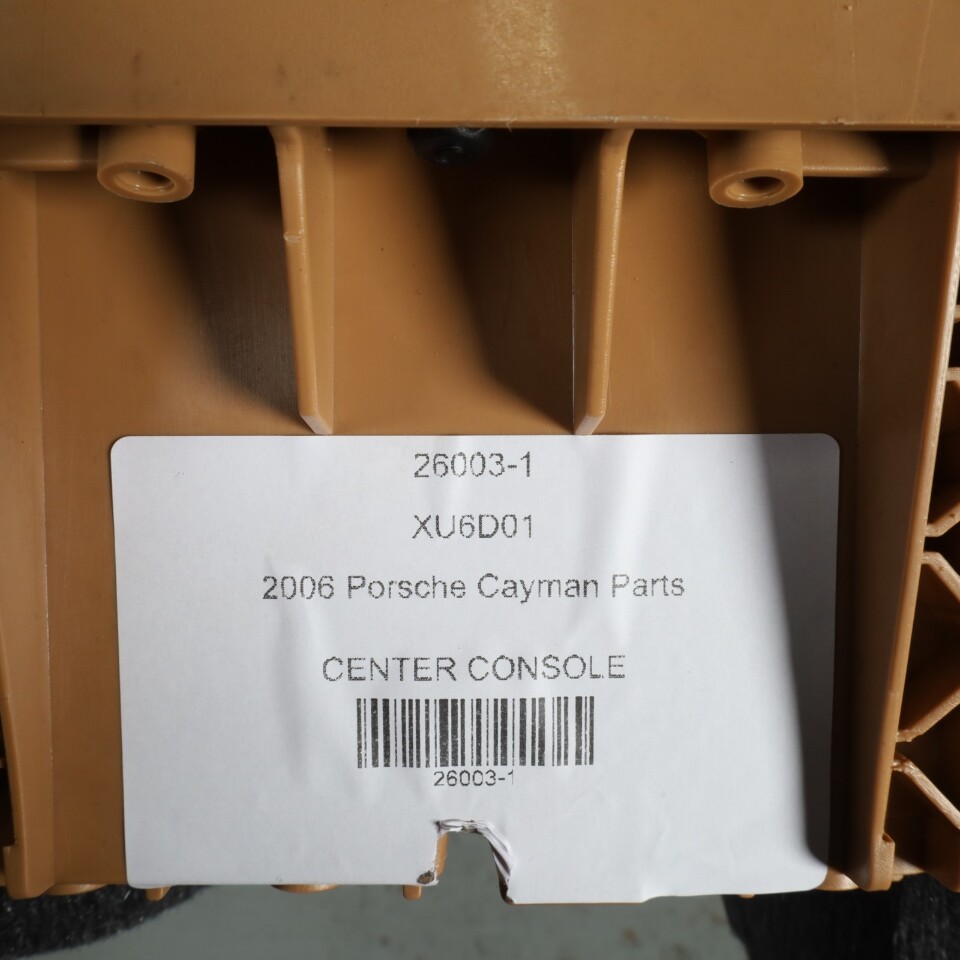 26003-1
XU6D01
2006 Porsche Cayman Parts
CENTER CONSOLE
26003-1